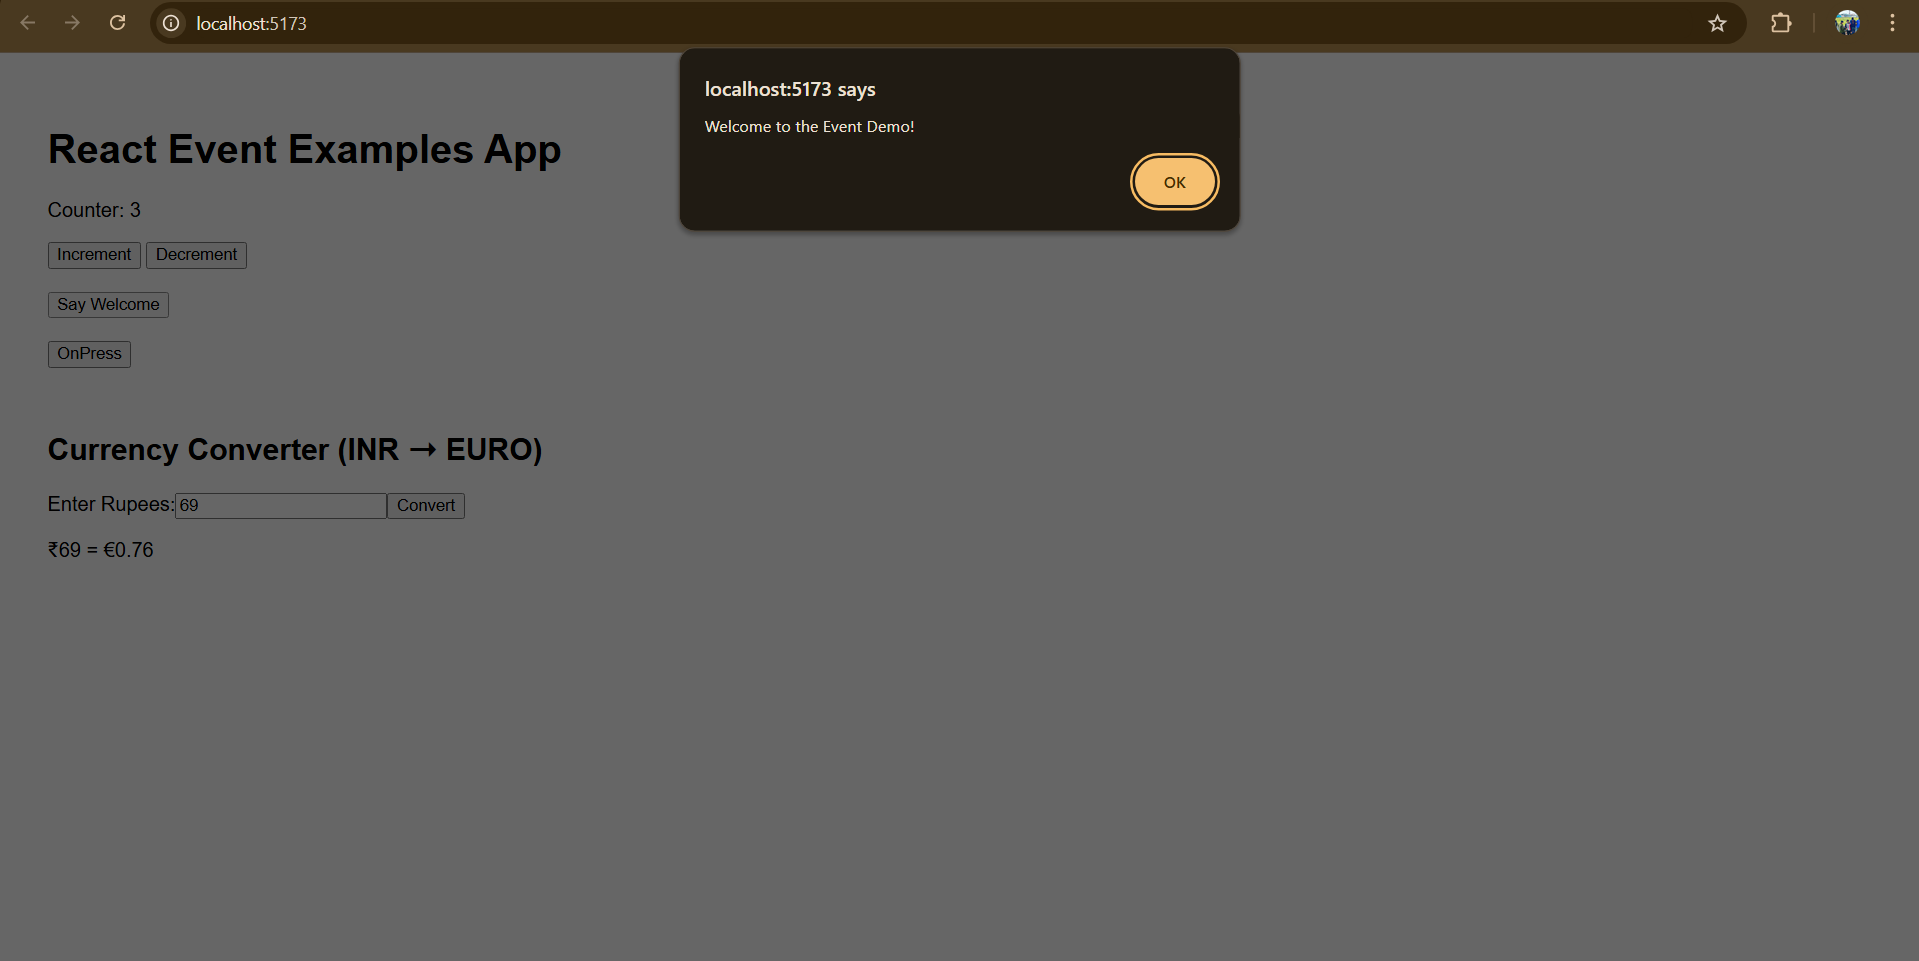 localhost:5173
localhost:5173 says
Welcome to the Event Demo!
OK
React Event Examples App
Counter: 3
Increment Decrement
Say Welcome
OnPress
Currency Converter (INR → EURO)
Enter Rupees: 69 Convert
₹69 = €0.76